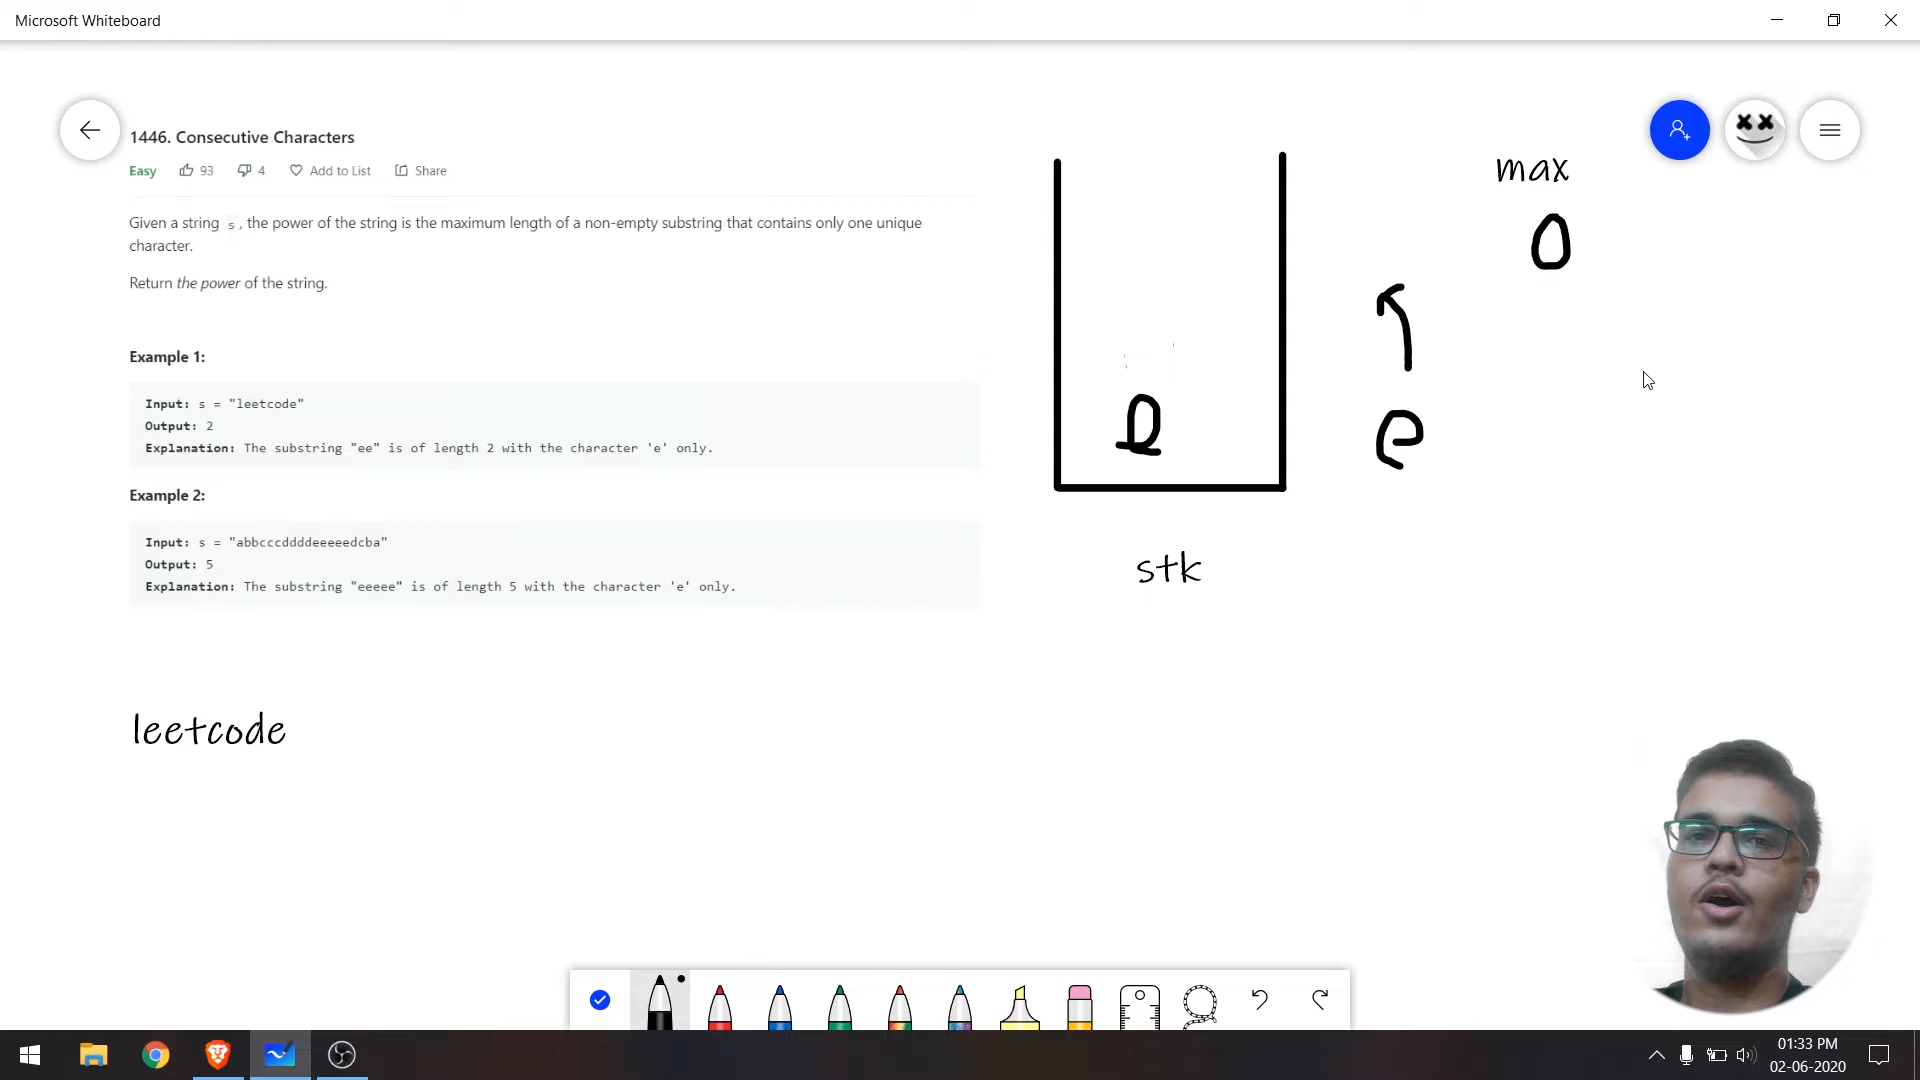 Microsoft Whiteboard
1446. Consecutive Characters
Easy 93 4 Add to List Share
Given a string s, the power of the string is the maximum length of a non-empty substring that contains only one unique
character.
Return the power of the string.
Example 1:
Input: s = "leetcode"
Output: 2
Explanation: The substring "ee" is of length 2 with the character 'e' only.
Example 2:
Input: s = "abbcccddddeeeeedcba"
Output: 5
Explanation: The substring "eeeee" is of length 5 with the character 'e' only.
leetcode
max
0
e
e
stk
01:33 PM
02-06-2020